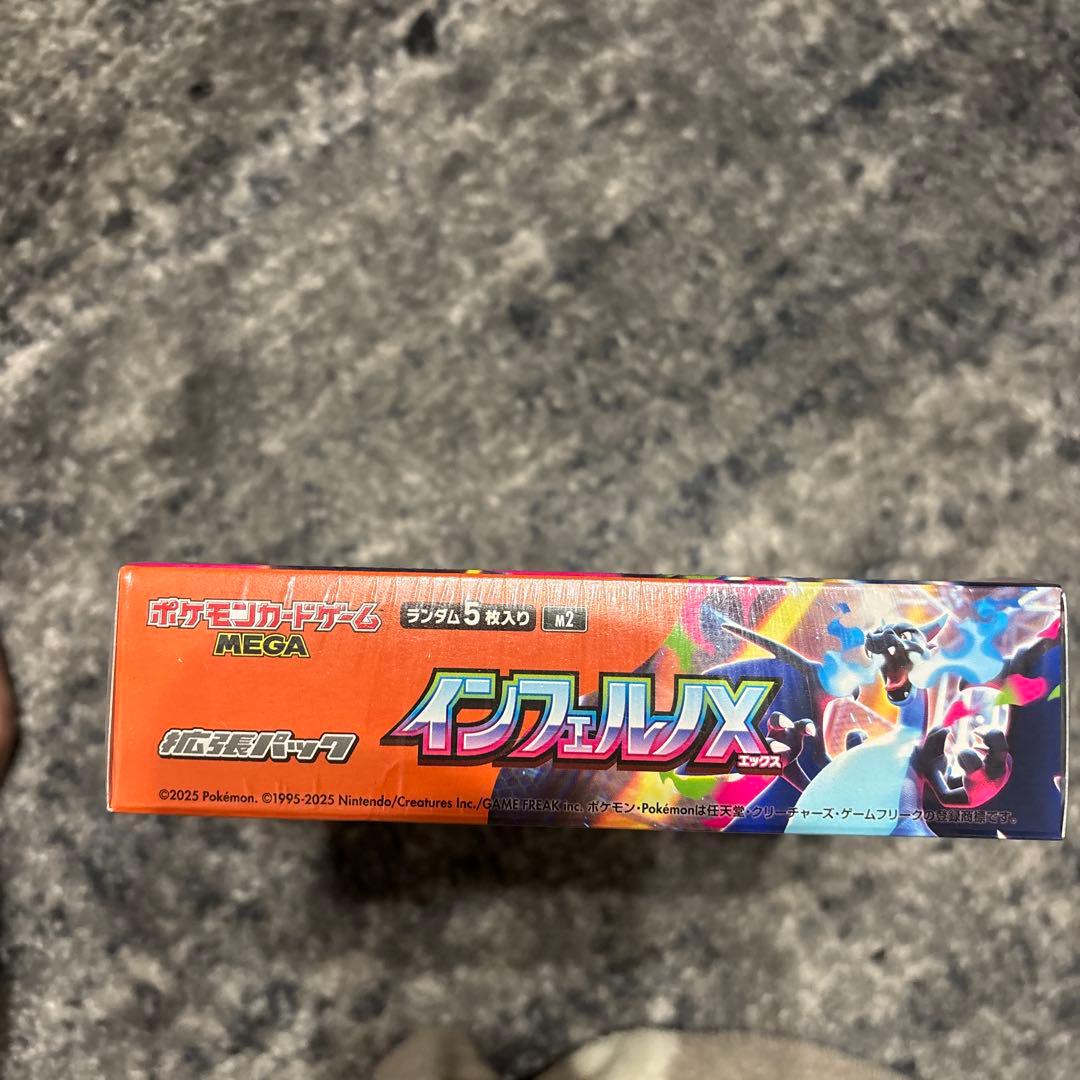 ポケモンカードゲーム
MEGA
ランダム5枚入り
M2
インフェルノX
エックス
拡張パック
©2025 Pokémon. ©1995-2025 Nintendo/Creatures Inc./GAME FREAK inc. ポケモン・Pokémonは任天堂・クリーチャーズ・ゲームフリークの登録商標です。